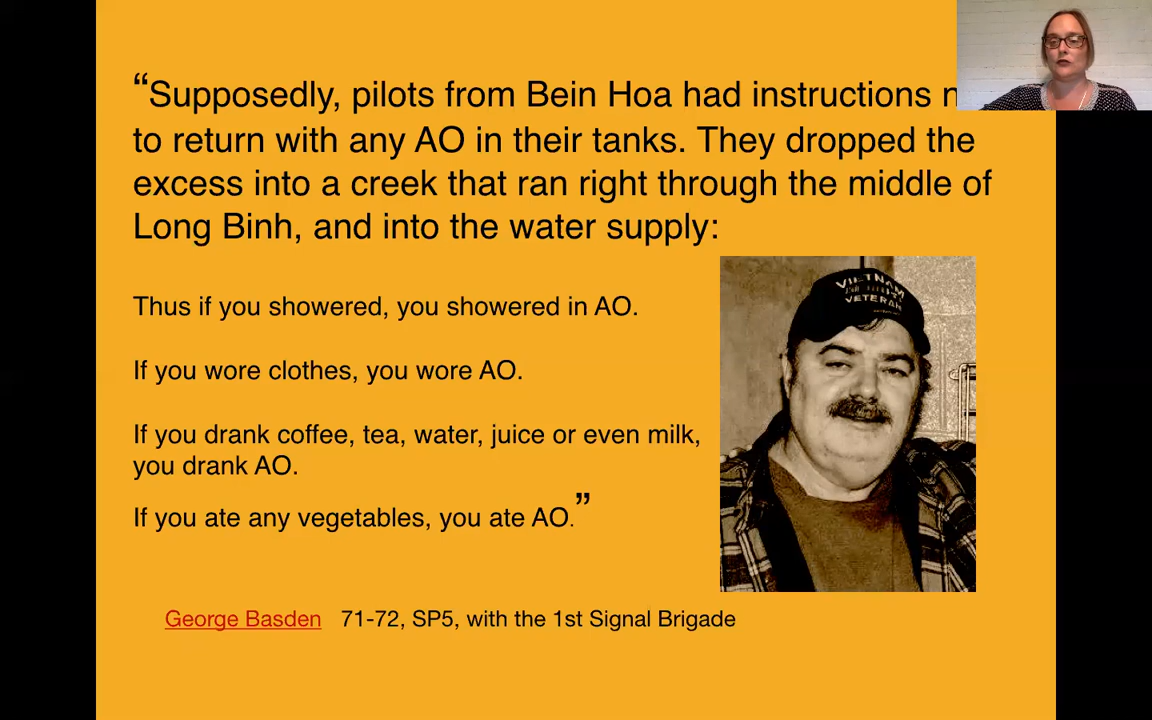 “Supposedly, pilots from Bein Hoa had instructions
to return with any AO in their tanks. They dropped the
excess into a creek that ran right through the middle of
Long Binh, and into the water supply:
Thus if you showered, you showered in AO.
If you wore clothes, you wore AO.
If you drank coffee, tea, water, juice or even milk,
you drank AO.
If you ate any vegetables, you ate AO.”
VIETNAM
VETERAN
George Basden 71-72, SP5, with the 1st Signal Brigade